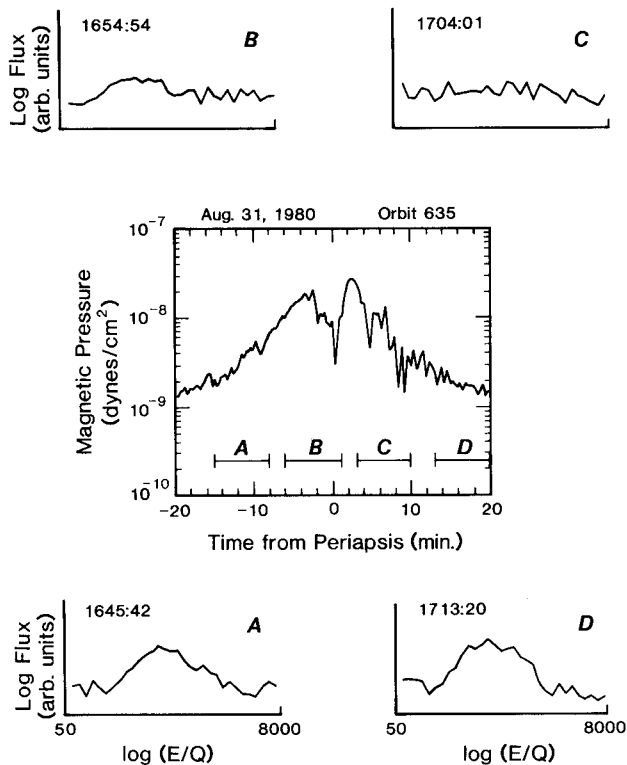 1654:54
B
Log Flux
(arb. units)
1704:01
C
Aug. 31, 1980
Orbit 635
Magnetic Pressure
(dynes/cm²)
10⁻⁷
10⁻⁸
10⁻⁹
10⁻¹⁰
A
B
C
D
-20
-10
0
10
20
Time from Periapsis (min.)
1645:42
A
Log Flux
(arb. units)
50
8000
log (E/Q)
1713:20
D
50
8000
log (E/Q)